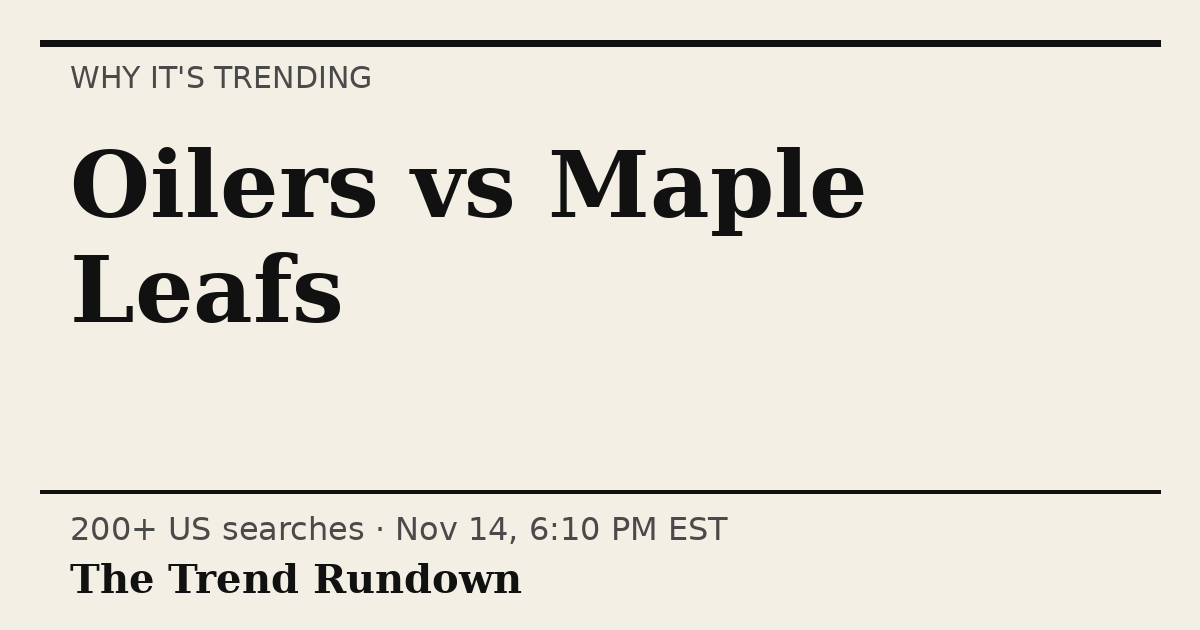 WHY IT'S TRENDING
Oilers vs Maple
Leafs
200+ US searches · Nov 14, 6:10 PM EST
The Trend Rundown